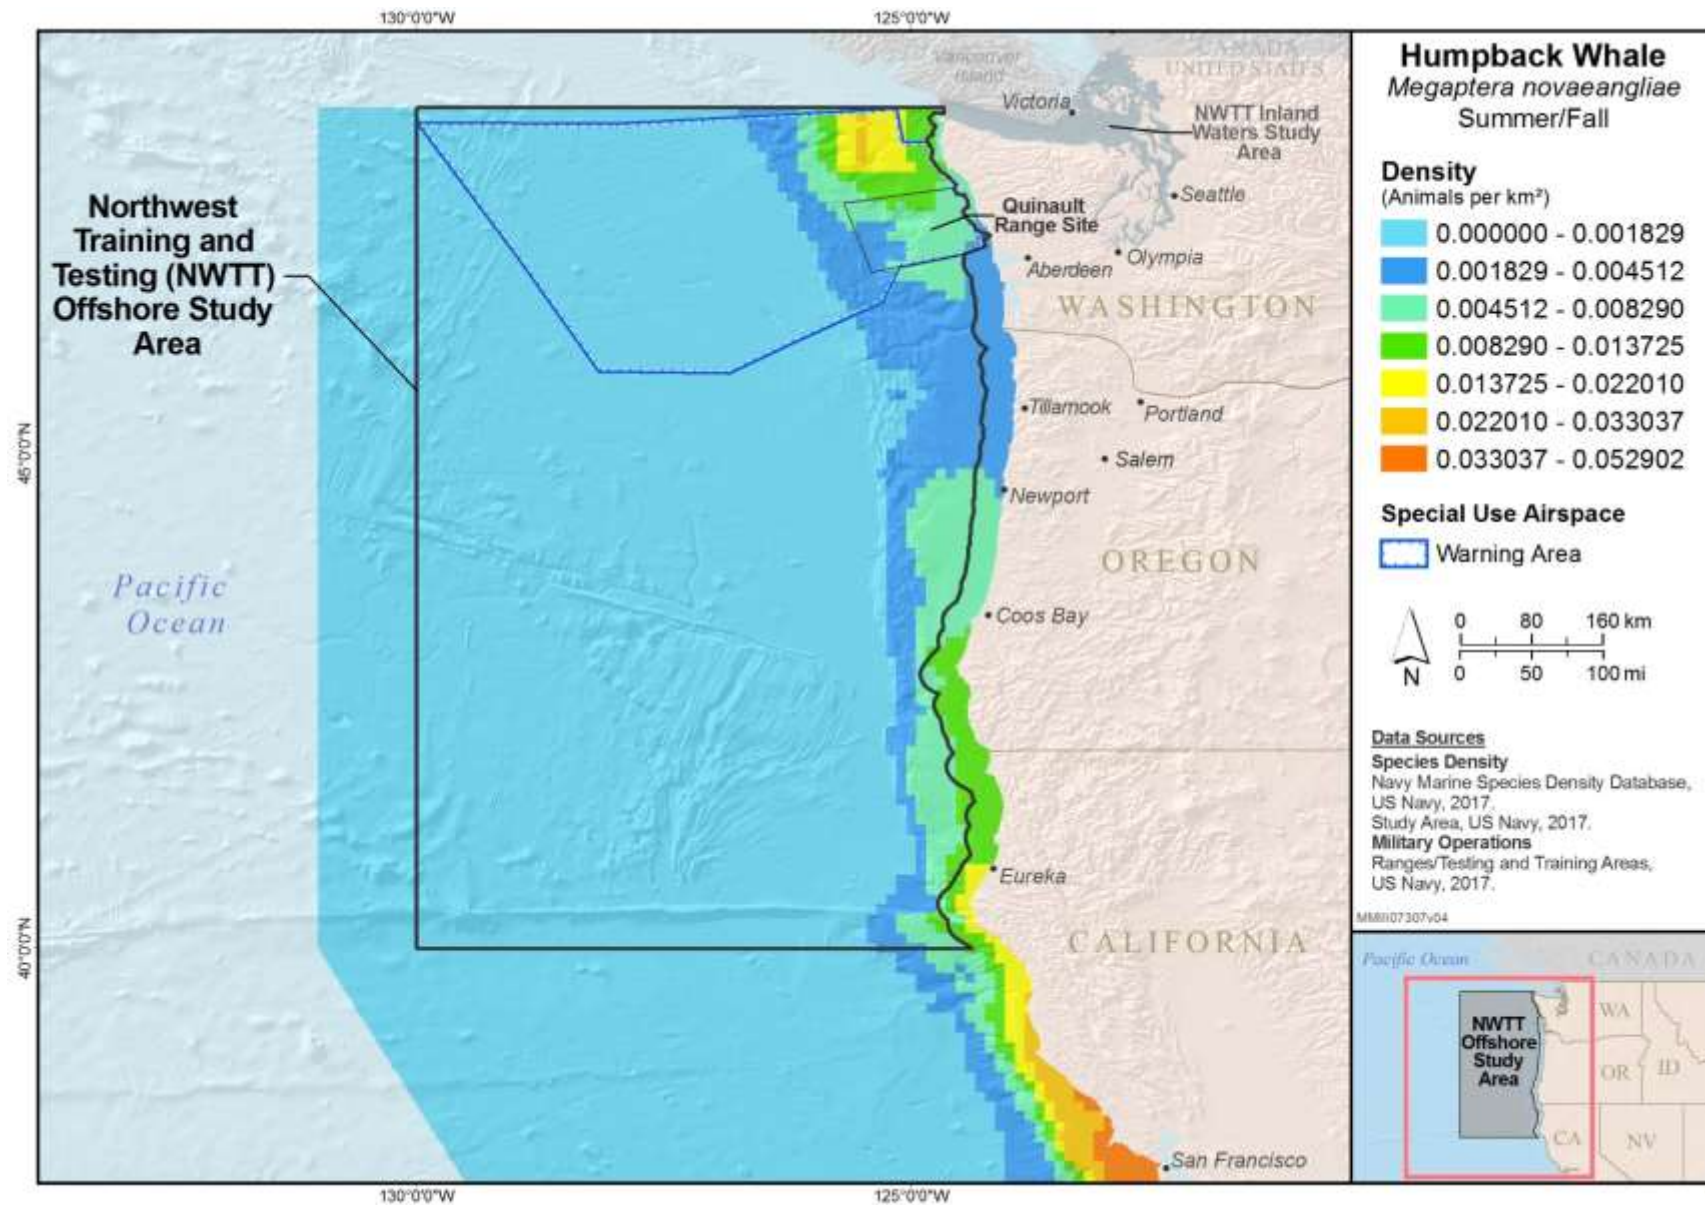 130°0'0"W
125°0'0"W
Vancouver
Island
CANADA
UNITED STATES
Victoria
NWTT Inland
Waters Study
Area
Seattle
Northwest
Training and
Testing (NWTT)
Offshore Study
Area
Quinault
Range Site
Olympia
Aberdeen
WASHINGTON
Tillamook
Portland
45°0'0"N
Salem
Newport
OREGON
Pacific
Ocean
Coos Bay
Eureka
40°0'0"N
CALIFORNIA
San Francisco
130°0'0"W
125°0'0"W
Humpback Whale
Megaptera novaeangliae
Summer/Fall
Density
(Animals per km²)
0.000000 - 0.001829
0.001829 - 0.004512
0.004512 - 0.008290
0.008290 - 0.013725
0.013725 - 0.022010
0.022010 - 0.033037
0.033037 - 0.052902
Special Use Airspace
Warning Area
0 80 160 km
0 50 100 mi
N
Data Sources
Species Density
Navy Marine Species Density Database,
US Navy, 2017.
Study Area, US Navy, 2017.
Military Operations
Ranges/Testing and Training Areas,
US Navy, 2017.
Pacific Ocean
CANADA
WA
NWTT
Offshore
Study
Area
OR
ID
CA
NV